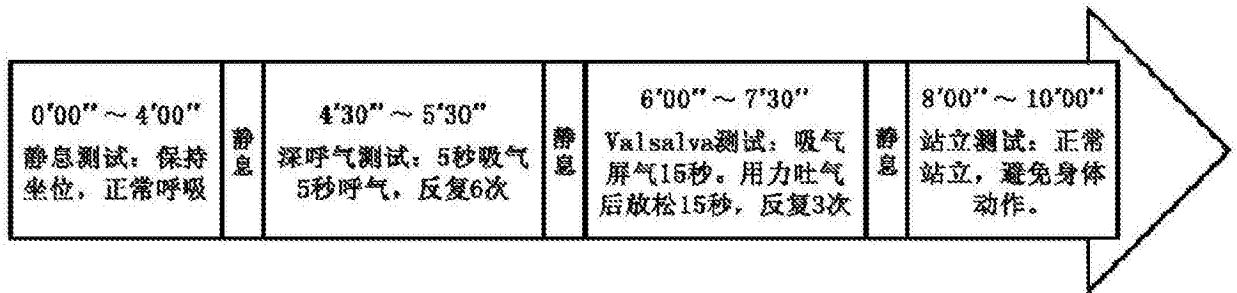 0'00"～4'00"
静息测试：保持
坐位，正常呼吸
静
息
4'30"～5'30"
深呼气测试：5秒吸气
5秒呼气，反复6次
静
息
6'00"～7'30"
Valsalva测试：吸气
屏气15秒。用力吐气
后放松15秒，反复3次
静
息
8'00"～10'00"
站立测试：正常
站立，避免身体
动作。